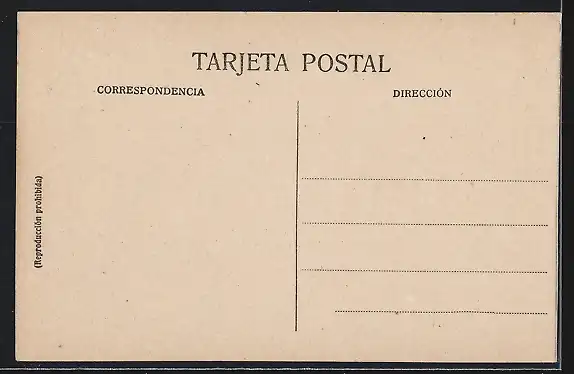 TARJETA POSTAL
CORRESPONDENCIA
DIRECCIÓN
(Reproducción prohibida)